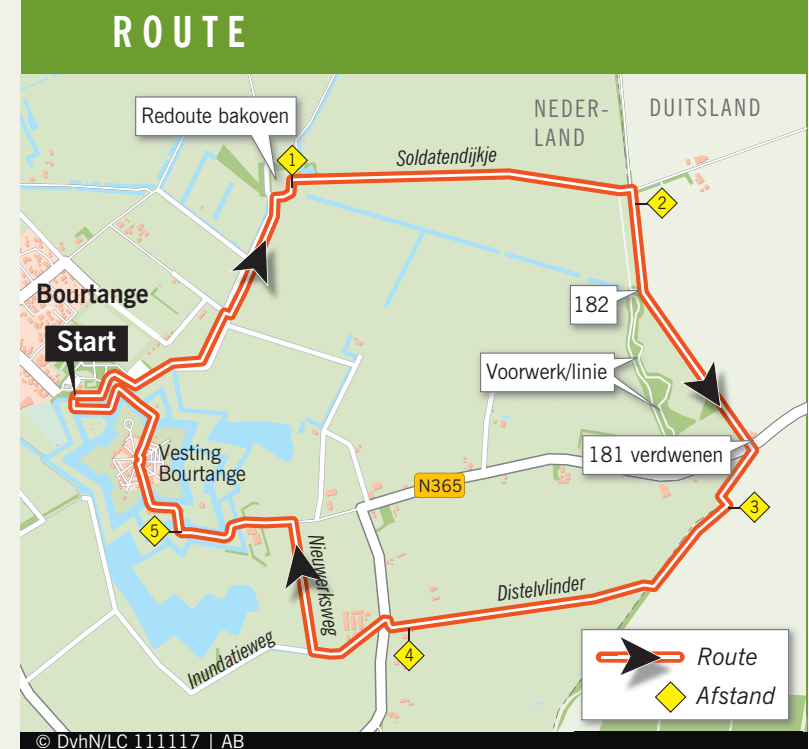 ROUTE
Redoute bakoven
NEDER-
LAND
DUITSLAND
1
Soldatendijkje
2
Bourtange
Start
182
Voorwerk/linie
Vesting
Bourtange
181 verdwenen
N365
3
5
Nieuwerksweg
Distelvlinder
Inundatieweg
4
Route
Afstand
© DvhN/LC 111117 | AB